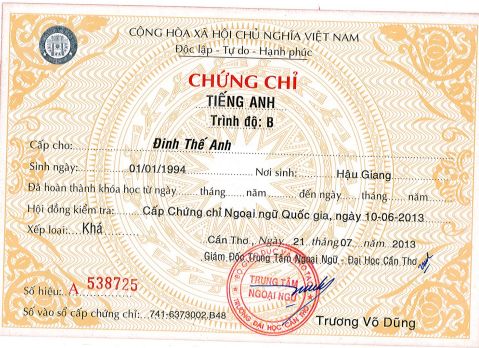 CỘNG HÒA XÃ HỘI CHỦ NGHĨA VIỆT NAM
Độc lập - Tự do - Hạnh phúc
CHỨNG CHỈ
TIẾNG ANH
Trình độ: B
Cấp cho: Đinh Thế Anh
Sinh ngày: 01/01/1994 Nơi sinh: Hậu Giang
Đã hoàn thành khóa học từ ngày tháng năm đến ngày tháng năm
Hội đồng kiểm tra: Cấp Chứng chỉ Ngoại ngữ Quốc gia, ngày 10-06-2013
Xếp loại: Khá
Cần Thơ, Ngày 21 tháng 07 năm 2013
Giám Đốc Trung Tâm Ngoại Ngữ - Đại Học Cần Thơ
TRUNG TÂM
NGOẠI NGỮ
TRƯỜNG ĐẠI HỌC CẦN THƠ
Số hiệu: A 538725
Số vào sổ cấp chứng chỉ: 741-6373002.B48
Trương Võ Dũng